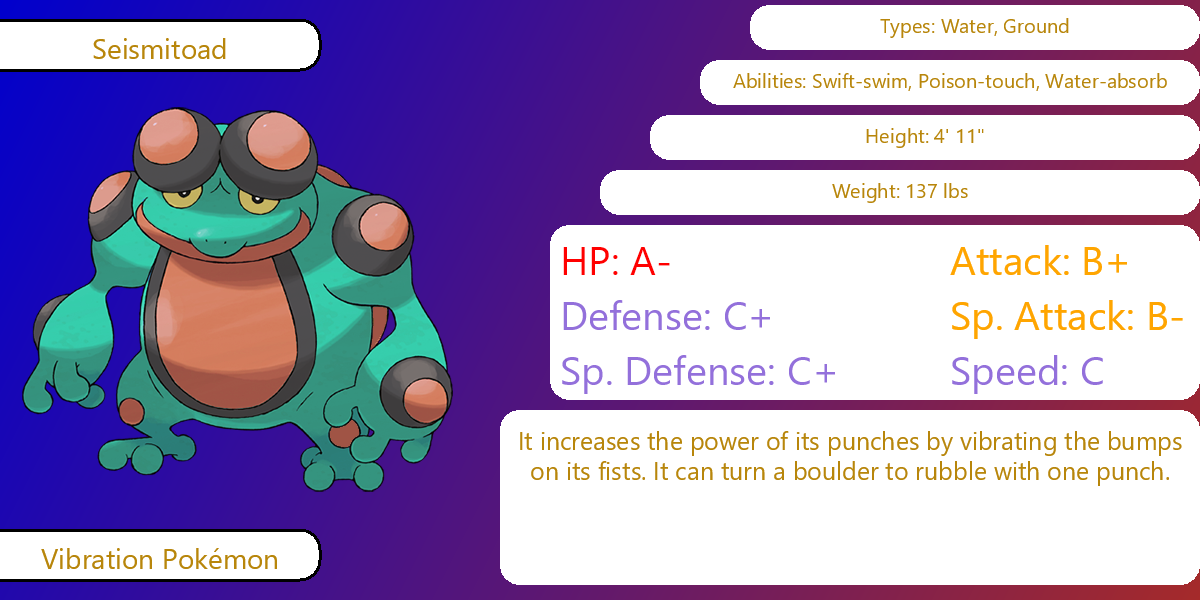 Seismitoad
Types: Water, Ground
Abilities: Swift-swim, Poison-touch, Water-absorb
Height: 4' 11"
Weight: 137 lbs
HP: A-
Attack: B+
Defense: C+
Sp. Attack: B-
Sp. Defense: C+
Speed: C
It increases the power of its punches by vibrating the bumps
on its fists. It can turn a boulder to rubble with one punch.
Vibration Pokémon